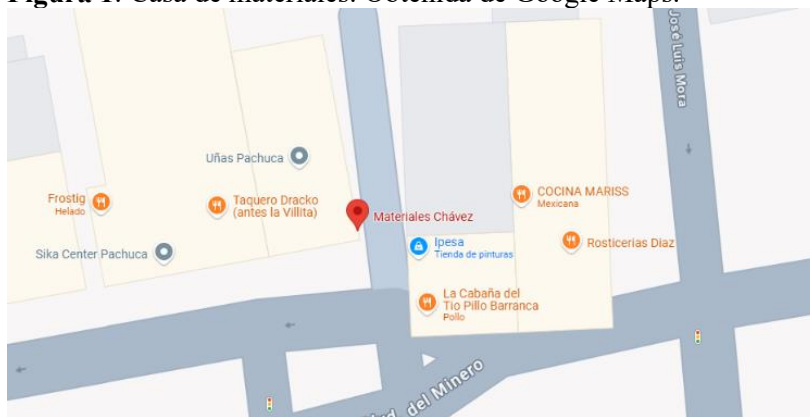 Figura 1. Casa de materiales. Obtenida de Google Maps.
José Luis Mora
Uñas Pachuca
Frostig
Helado
Taquero Dracko
(antes la Villita)
Materiales Chávez
COCINA MARISS
Mexicana
Sika Center Pachuca
Ipesa
Tienda de pinturas
Rosticerias Diaz
La Cabaña del
Tio Pillo Barranca
Pollo
del Minero